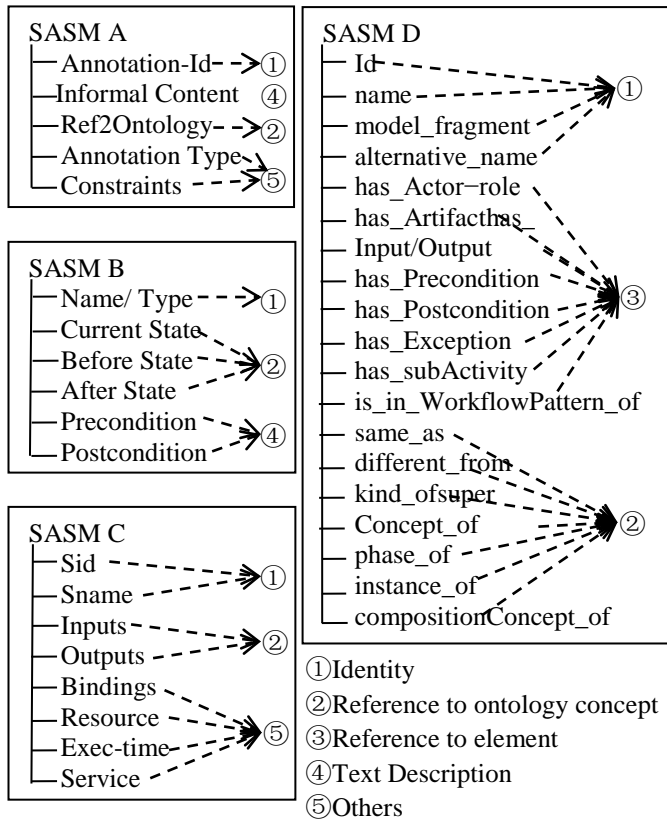 SASM A
Annotation-Id ①
Informal Content ④
Ref2Ontology ②
Annotation Type
Constraints ⑤
SASM B
Name/ Type ①
Current State
Before State ②
After State
Precondition ④
Postcondition
SASM C
Sid ①
Sname
Inputs ②
Outputs
Bindings
Resource ⑤
Exec-time
Service
SASM D
Id
name ①
model_fragment
alternative_name
has_Actor−role
has_Artifacthas_
Input/Output
has_Precondition ③
has_Postcondition
has_Exception
has_subActivity
is_in_WorkflowPattern_of
same_as
different_from
kind_ofsuper
Concept_of ②
phase_of
instance_of
compositionConcept_of
①Identity
②Reference to ontology concept
③Reference to element
④Text Description
⑤Others